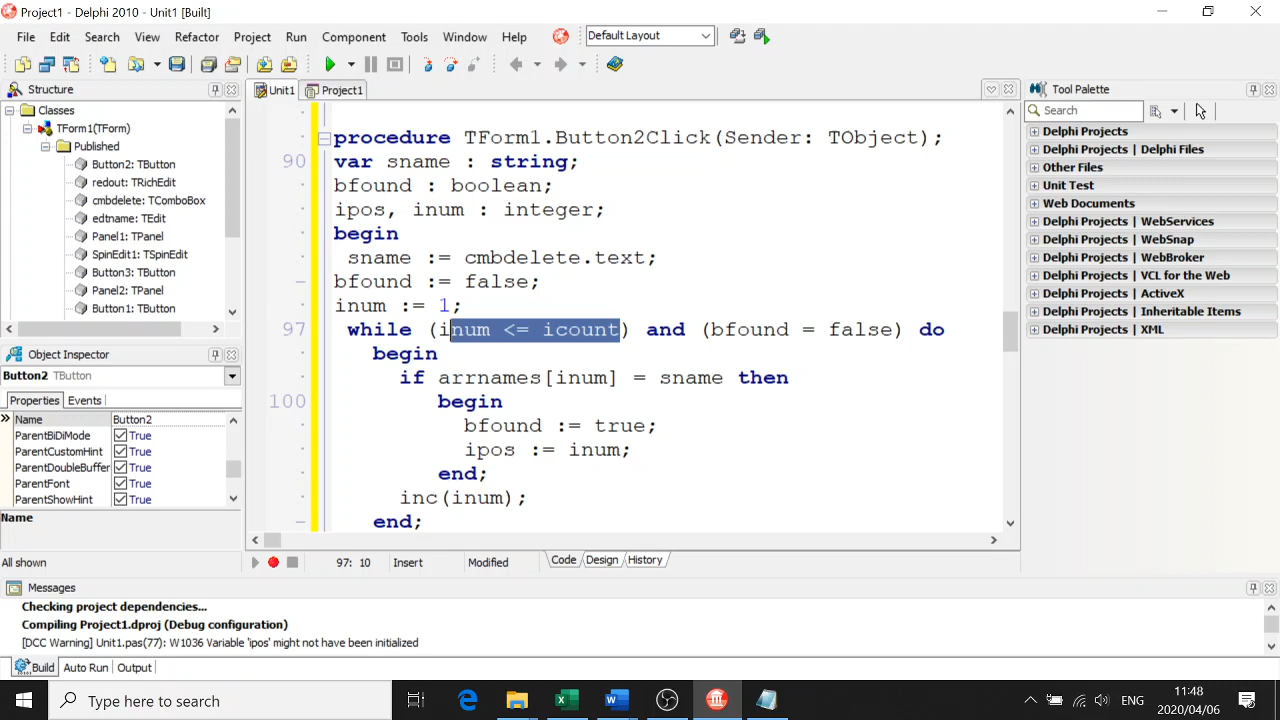 Project1 - Delphi 2010 - Unit1 [Built]
File Edit Search View Refactor Project Run Component Tools Window Help
Default Layout
Structure
Classes
TForm1(TForm)
Published
Button2: TButton
redout: TRichEdit
cmbdelete: TComboBox
edtname: TEdit
Panel1: TPanel
SpinEdit1: TSpinEdit
Button3: TButton
Panel2: TPanel
Button1: TButton
Object Inspector
Button2 TButton
Properties Events
Name Button2
ParentBiDiMode True
ParentCustomHint True
ParentDoubleBuffer True
ParentFont True
ParentShowHint True
Name
All shown
Unit1 Project1
procedure TForm1.Button2Click(Sender: TObject);
90 var sname : string;
bfound : boolean;
ipos, inum : integer;
begin
sname := cmbdelete.text;
bfound := false;
inum := 1;
97 while (inum <= icount) and (bfound = false) do
begin
if arrnames[inum] = sname then
100 begin
bfound := true;
ipos := inum;
end;
inc(inum);
end;
97: 10 Insert Modified Code Design History
Tool Palette
Search
Delphi Projects
Delphi Projects | Delphi Files
Other Files
Unit Test
Web Documents
Delphi Projects | WebServices
Delphi Projects | WebSnap
Delphi Projects | WebBroker
Delphi Projects | VCL for the Web
Delphi Projects | ActiveX
Delphi Projects | Inheritable Items
Delphi Projects | XML
Messages
Checking project dependencies...
Compiling Project1.dproj (Debug configuration)
[DCC Warning] Unit1.pas(77): W1036 Variable 'ipos' might not have been initialized
Build Auto Run Output
Type here to search
ENG
11:48
2020/04/06